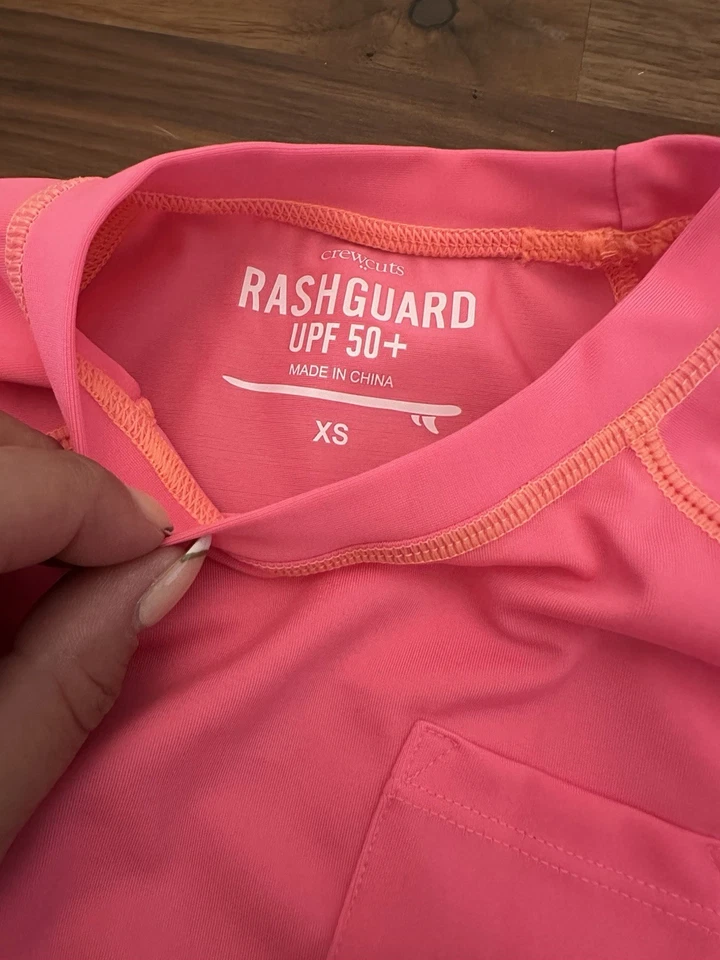 crewcuts
RASHGUARD
UPF 50+
MADE IN CHINA
XS